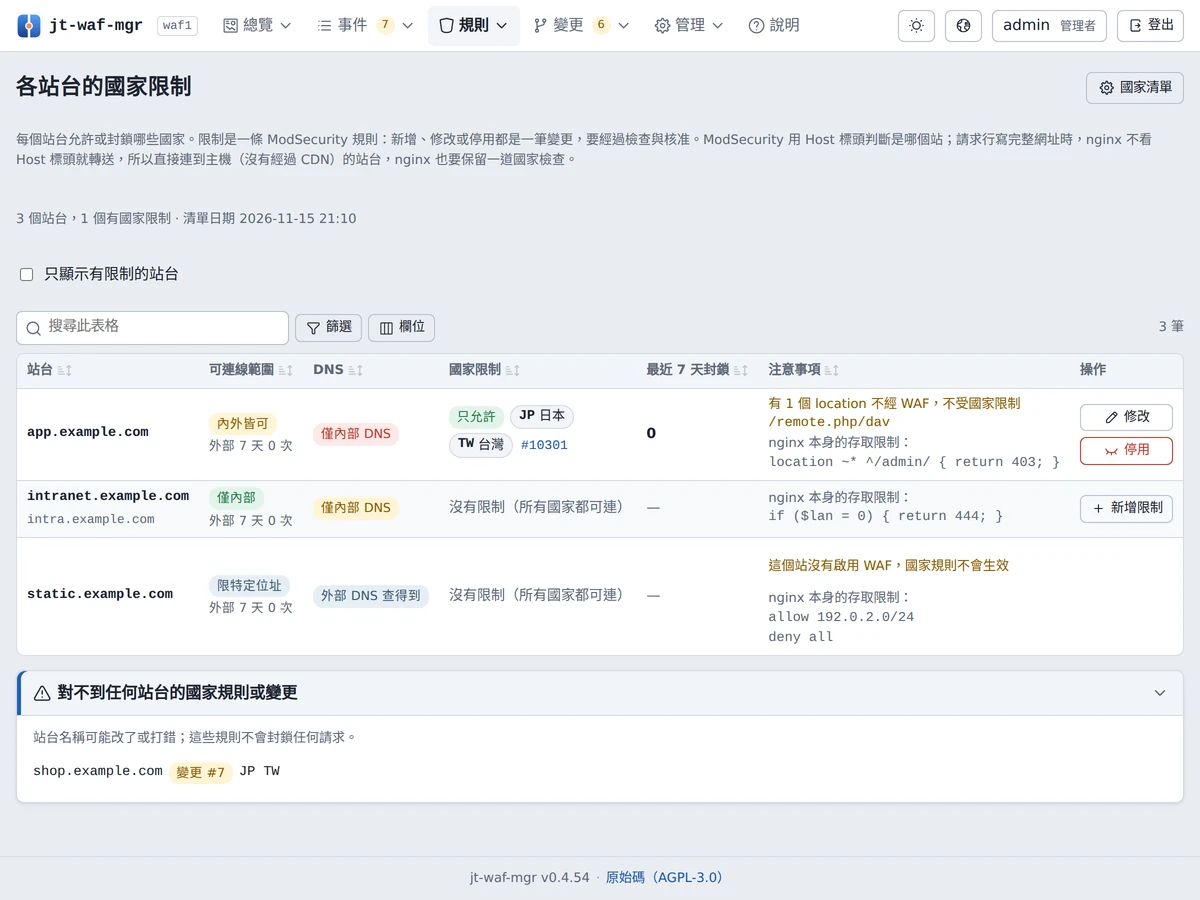 jt-waf-mgr waf1 總覽 事件 7 規則 變更 6 管理 說明 admin 管理者 登出
各站台的國家限制
國家清單
每個站台允許或封鎖哪些國家。限制是一條 ModSecurity 規則：新增、修改或停用都是一筆變更，要經過檢查與核准。ModSecurity 用 Host 標頭判斷是哪個站；請求行寫完整網址時，nginx 不看
Host 標頭就轉送，所以直接連到主機（沒有經過 CDN）的站台，nginx 也要保留一道國家檢查。
3 個站台，1 個有國家限制 · 清單日期 2026-11-15 21:10
只顯示有限制的站台
搜尋此表格 篩選 欄位 3 筆
站台 可連線範圍 DNS 國家限制 最近 7 天封鎖 注意事項 操作
app.example.com
內外皆可
外部 7 天 0 次
僅內部 DNS
只允許 JP 日本
TW 台灣 #10301
0
有 1 個 location 不經 WAF，不受國家限制
/remote.php/dav
nginx 本身的存取限制：
location ~* ^/admin/ { return 403; }
修改
停用
intranet.example.com
intra.example.com
僅內部
外部 7 天 0 次
僅內部 DNS
沒有限制（所有國家都可連）
—
nginx 本身的存取限制：
if ($lan = 0) { return 444; }
新增限制
static.example.com
限特定位址
外部 7 天 0 次
外部 DNS 查得到
沒有限制（所有國家都可連）
—
這個站沒有啟用 WAF，國家規則不會生效
nginx 本身的存取限制：
allow 192.0.2.0/24
deny all
對不到任何站台的國家規則或變更
站台名稱可能改了或打錯；這些規則不會封鎖任何請求。
shop.example.com 變更 #7 JP TW
jt-waf-mgr v0.4.54 · 原始碼（AGPL-3.0）